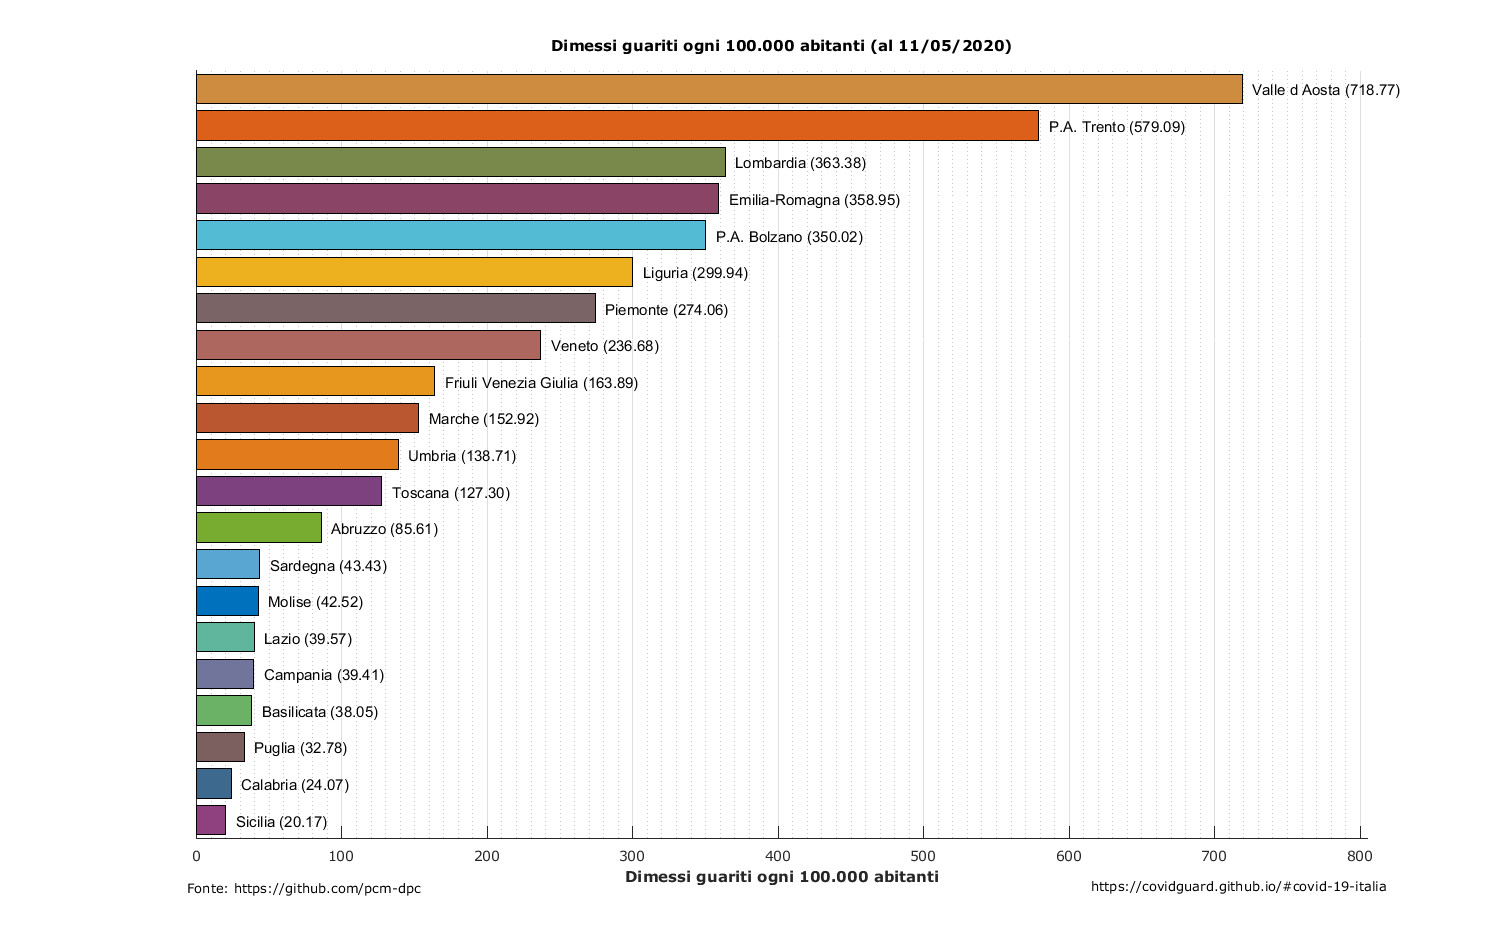 Dimessi guariti ogni 100.000 abitanti (al 11/05/2020)
Valle d Aosta (718.77)
P.A. Trento (579.09)
Lombardia (363.38)
Emilia-Romagna (358.95)
P.A. Bolzano (350.02)
Liguria (299.94)
Piemonte (274.06)
Veneto (236.68)
Friuli Venezia Giulia (163.89)
Marche (152.92)
Umbria (138.71)
Toscana (127.30)
Abruzzo (85.61)
Sardegna (43.43)
Molise (42.52)
Lazio (39.57)
Campania (39.41)
Basilicata (38.05)
Puglia (32.78)
Calabria (24.07)
Sicilia (20.17)
0 100 200 300 400 500 600 700 800
Dimessi guariti ogni 100.000 abitanti
Fonte: https://github.com/pcm-dpc
https://covidguard.github.io/#covid-19-italia